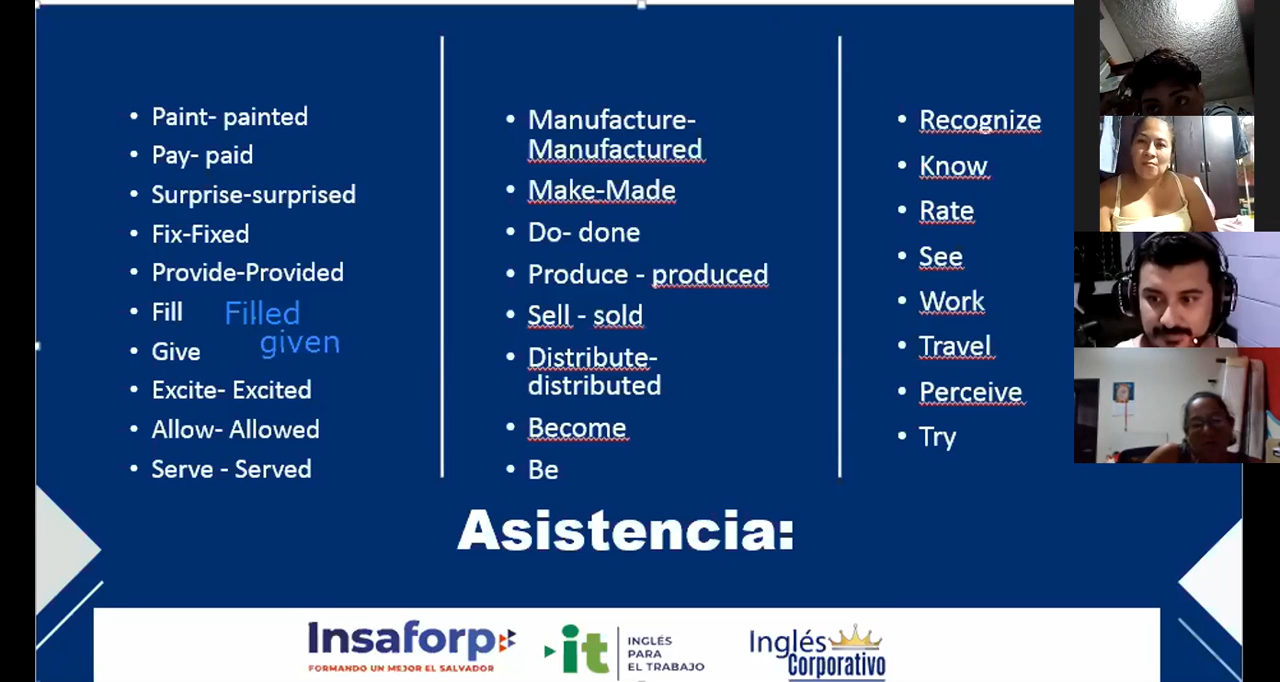 Paint- painted
Pay- paid
Surprise-surprised
Fix-Fixed
Provide-Provided
Fill Filled
Give given
Excite- Excited
Allow- Allowed
Serve - Served
Manufacture-
Manufactured
Make-Made
Do- done
Produce - produced
Sell - sold
Distribute-
distributed
Become
Be
Recognize
Know
Rate
See
Work
Travel
Perceive
Try
Asistencia:
Insaforp
FORMANDO UN MEJOR EL SALVADOR
it
INGLÉS
PARA
EL TRABAJO
Inglés
Corporativo